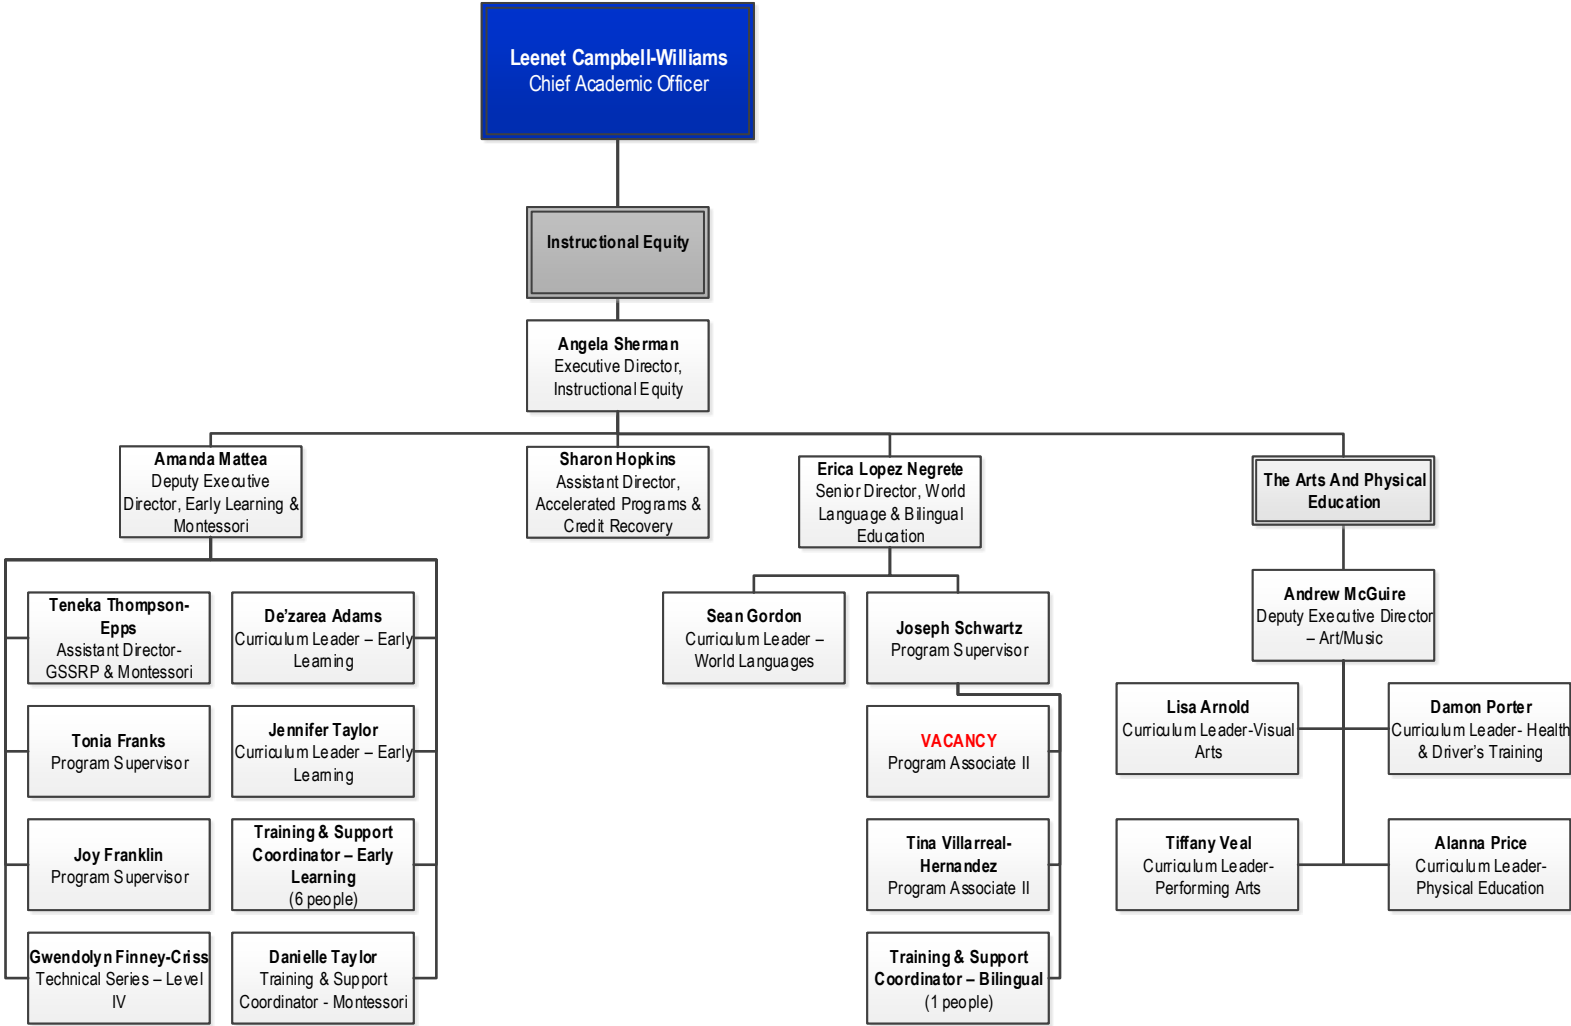 Leenet Campbell-Williams
Chief Academic Officer
Instructional Equity
Angela Sherman
Executive Director,
Instructional Equity
Amanda Mattea
Deputy Executive
Director, Early Learning &
Montessori
Sharon Hopkins
Assistant Director,
Accelerated Programs &
Credit Recovery
Erica Lopez Negrete
Senior Director, World
Language & Bilingual
Education
The Arts And Physical
Education
Teneka Thompson-
Epps
Assistant Director-
GSSRP & Montessori
De'zarea Adams
Curriculum Leader – Early
Learning
Tonia Franks
Program Supervisor
Jennifer Taylor
Curriculum Leader – Early
Learning
Joy Franklin
Program Supervisor
Training & Support
Coordinator – Early
Learning
(6 people)
Gwendolyn Finney-Criss
Technical Series – Level
IV
Danielle Taylor
Training & Support
Coordinator - Montessori
Sean Gordon
Curriculum Leader –
World Languages
Joseph Schwartz
Program Supervisor
VACANCY
Program Associate II
Tina Villarreal-
Hernandez
Program Associate II
Training & Support
Coordinator – Bilingual
(1 people)
Andrew McGuire
Deputy Executive Director
– Art/Music
Lisa Arnold
Curriculum Leader-Visual
Arts
Damon Porter
Curriculum Leader- Health
& Driver's Training
Tiffany Veal
Curriculum Leader-
Performing Arts
Alanna Price
Curriculum Leader-
Physical Education